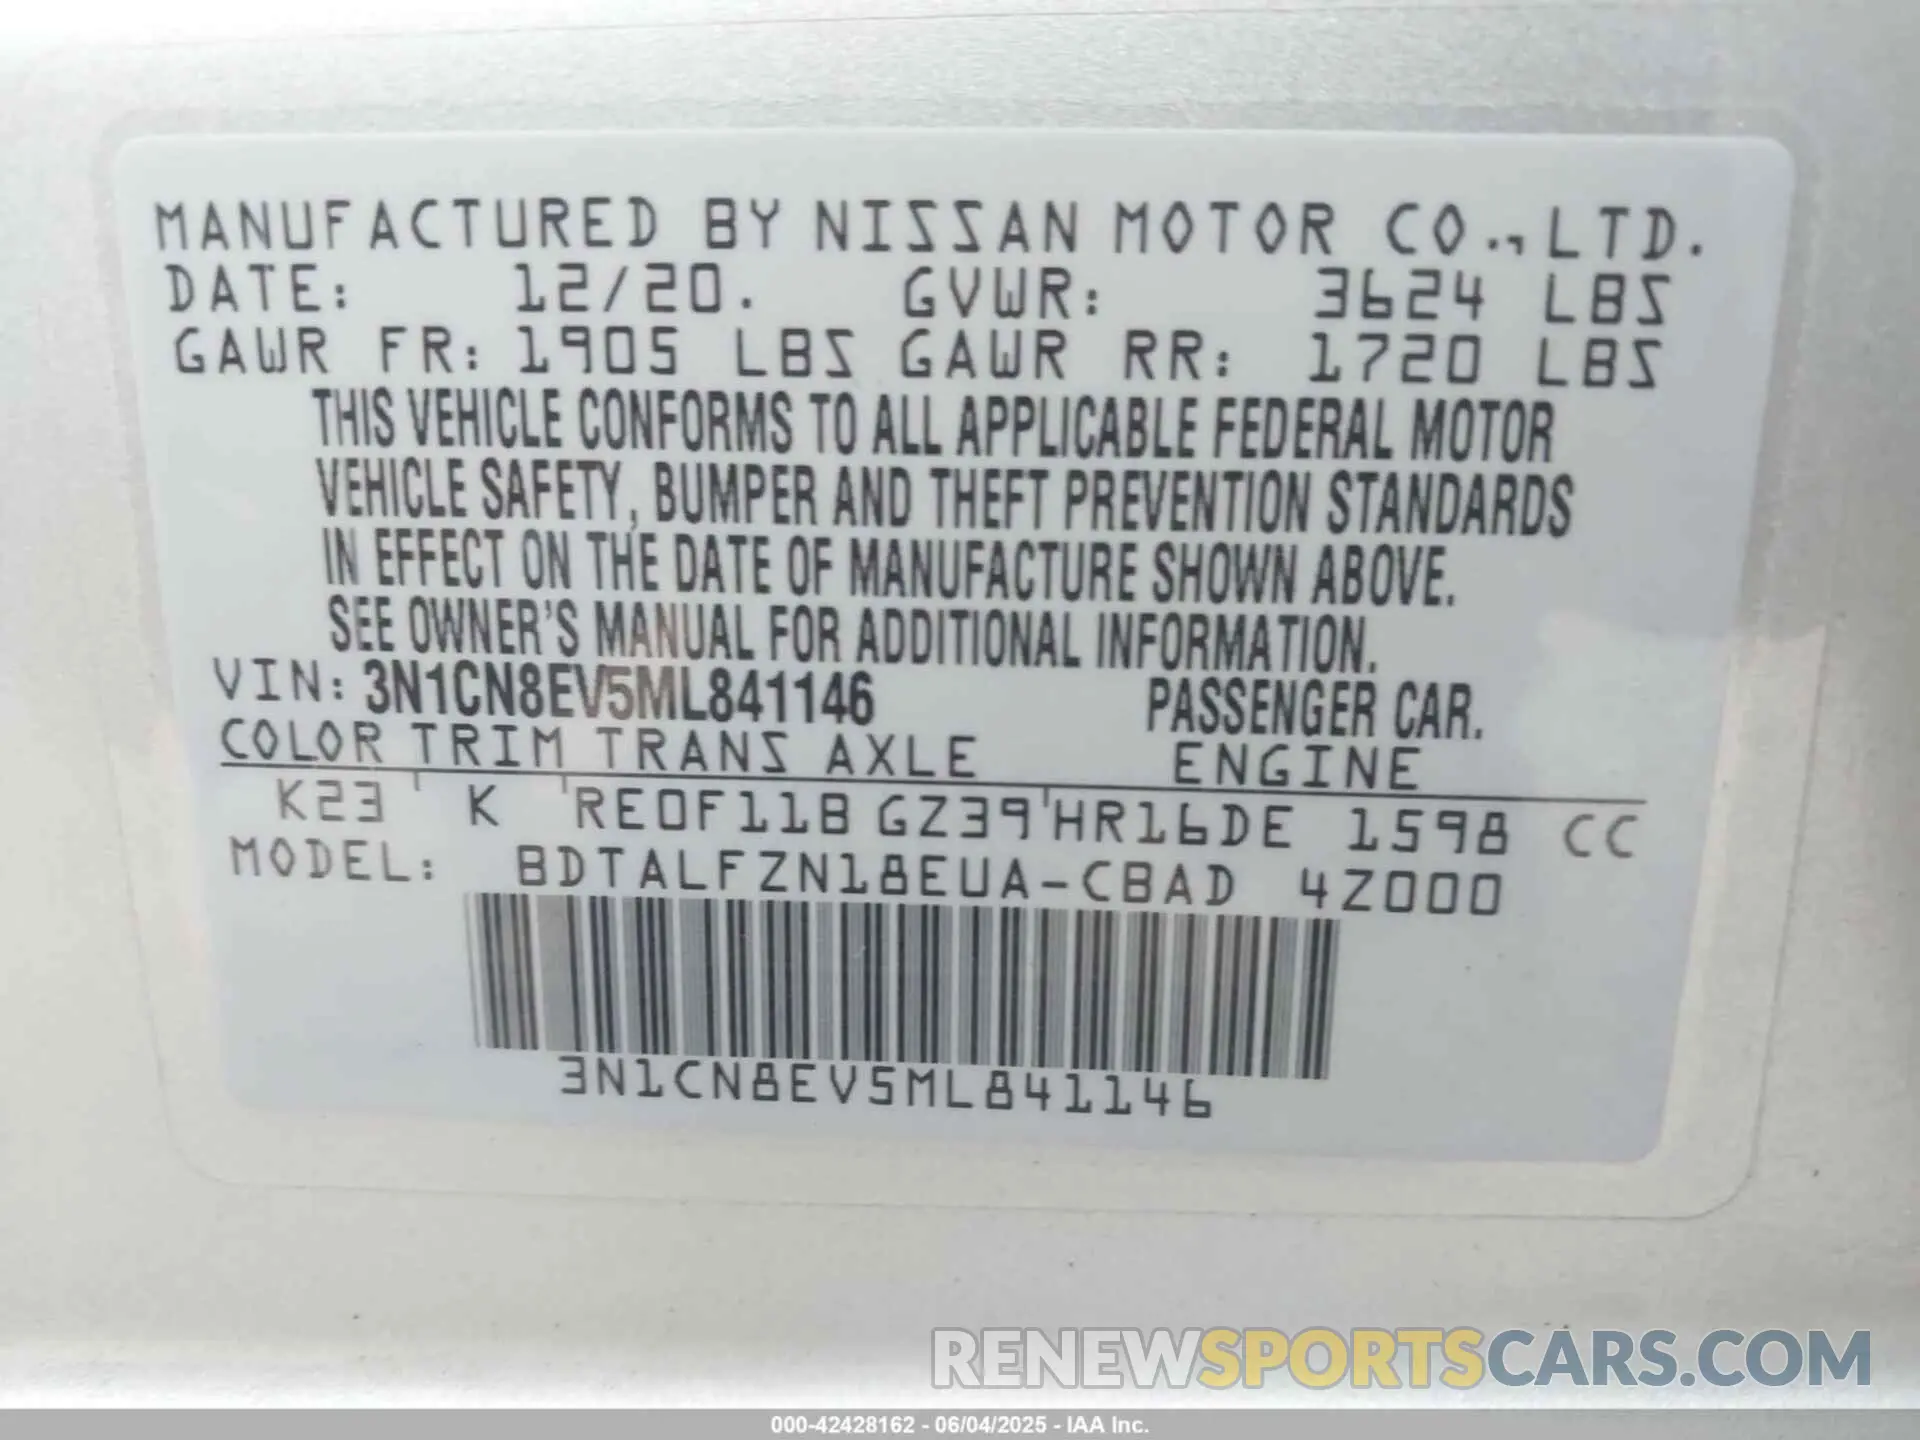 MANUFACTURED BY NISSAN MOTOR CO.,LTD.
DATE: 12/20. GVWR: 3624 LBS
GAWR FR: 1905 LBS GAWR RR: 1720 LBS
THIS VEHICLE CONFORMS TO ALL APPLICABLE FEDERAL MOTOR
VEHICLE SAFETY, BUMPER AND THEFT PREVENTION STANDARDS
IN EFFECT ON THE DATE OF MANUFACTURE SHOWN ABOVE.
SEE OWNER'S MANUAL FOR ADDITIONAL INFORMATION.
VIN: 3N1CN8EV5ML841146 PASSENGER CAR.
COLOR TRIM TRANS AXLE ENGINE
K23 K RE0F11B GZ39 HR16DE 1598 CC
MODEL: BDTALFZN18EUA-CBAD 4Z000
3N1CN8EV5ML841146
RENEWSPORTSCARS.COM
000-42428162 - 06/04/2025 - IAA Inc.